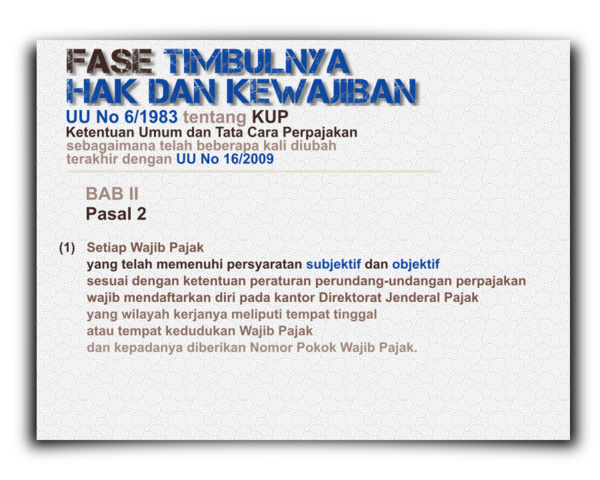 FASE TIMBULNYA
HAK DAN KEWAJIBAN
UU No 6/1983 tentang KUP
Ketentuan Umum dan Tata Cara Perpajakan
sebagaimana telah beberapa kali diubah
terakhir dengan UU No 16/2009
BAB II
Pasal 2
(1) Setiap Wajib Pajak
yang telah memenuhi persyaratan subjektif dan objektif
sesuai dengan ketentuan peraturan perundang-undangan perpajakan
wajib mendaftarkan diri pada kantor Direktorat Jenderal Pajak
yang wilayah kerjanya meliputi tempat tinggal
atau tempat kedudukan Wajib Pajak
dan kepadanya diberikan Nomor Pokok Wajib Pajak.